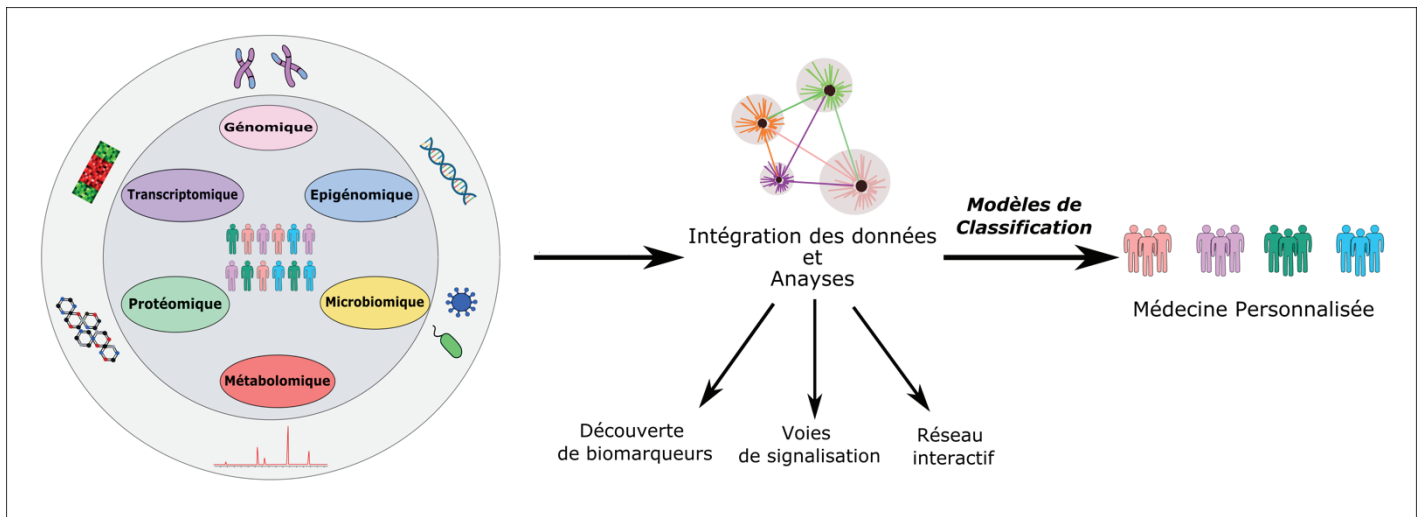 Génomique
Transcriptomique
Epigénomique
Protéomique
Microbiomique
Métabolomique
Intégration des données
et
Anayses
Modèles de
Classification
Médecine Personnalisée
Découverte
de biomarqueurs
Voies
de signalisation
Réseau
interactif